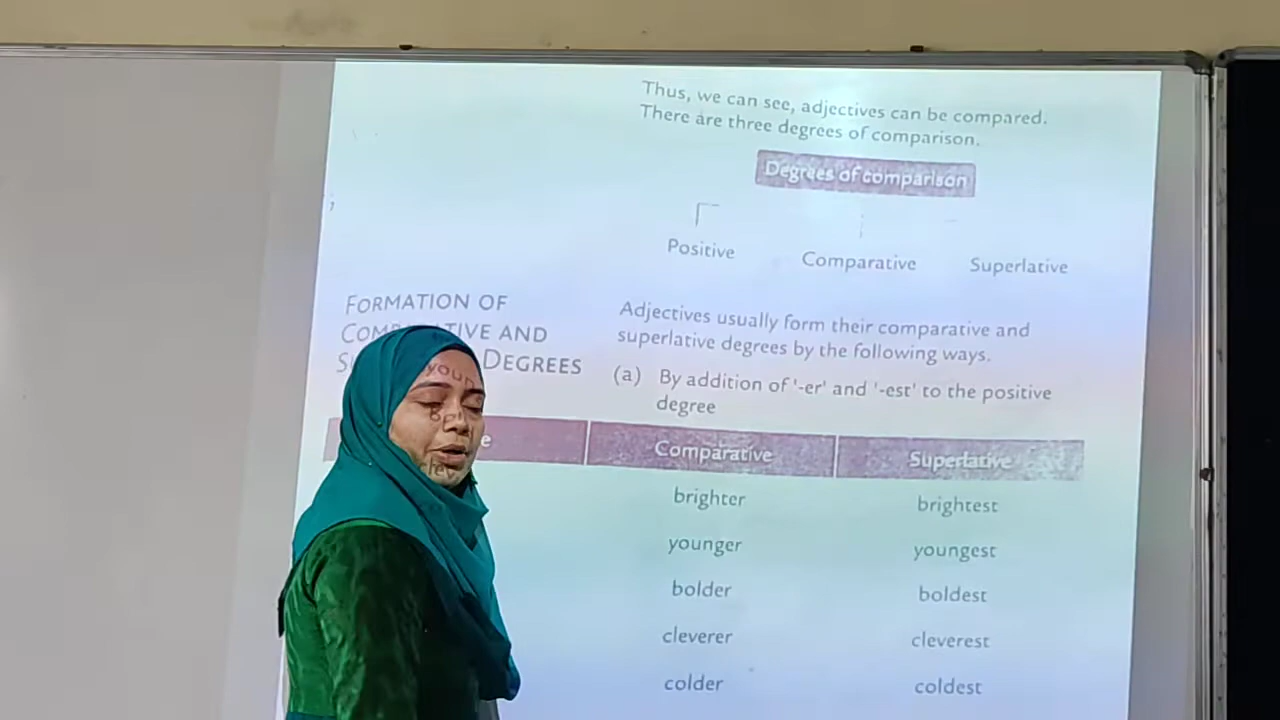 Thus, we can see, adjectives can be compared.
There are three degrees of comparison.
Degrees of comparison
Positive Comparative Superlative
FORMATION OF
AND
DEGREES
Adjectives usually form their comparative and
superlative degrees by the following ways.
(a) By addition of '-er' and '-est' to the positive
degree
e Comparative Superlative
brighter brightest
younger youngest
bolder boldest
cleverer cleverest
colder coldest